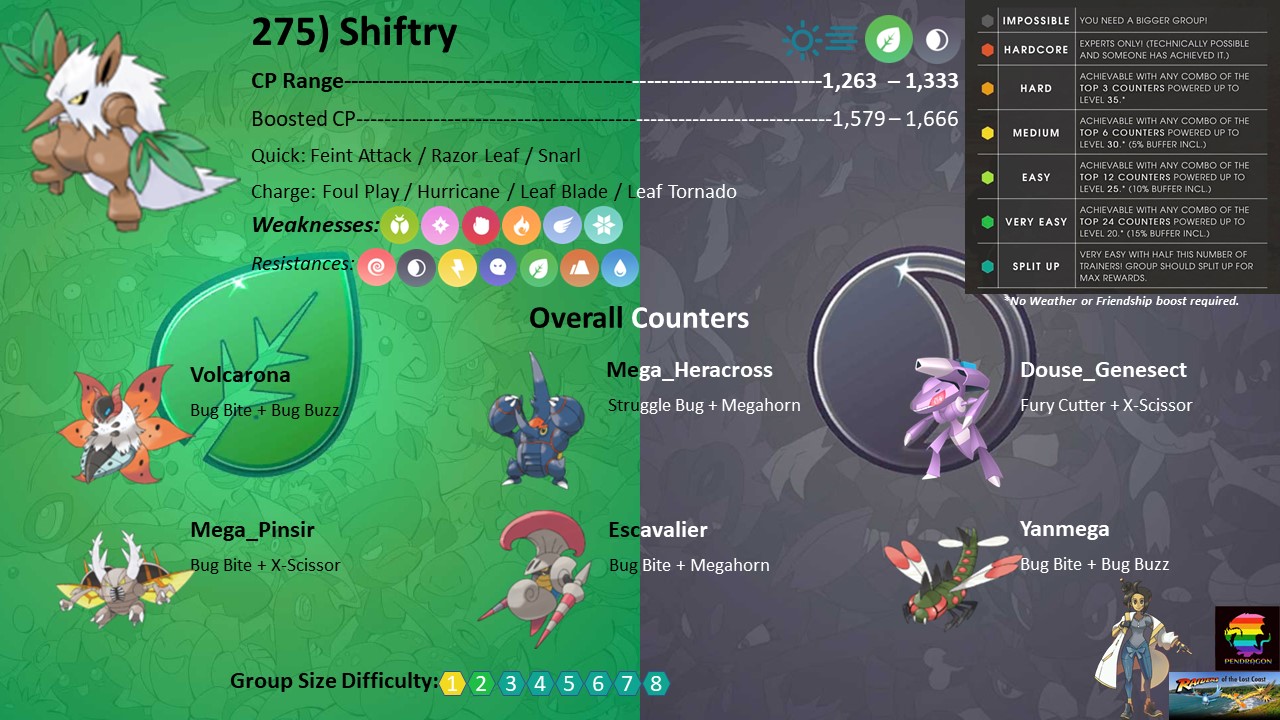 275) Shiftry
CP Range---1,263 – 1,333
Boosted CP---1,579 – 1,666
Quick: Feint Attack / Razor Leaf / Snarl
Charge: Foul Play / Hurricane / Leaf Blade / Leaf Tornado
Weaknesses:
Resistances:
IMPOSSIBLE YOU NEED A BIGGER GROUP!
HARDCORE EXPERTS ONLY! (TECHNICALLY POSSIBLE
AND SOMEONE HAS ACHIEVED IT.)
HARD ACHIEVABLE WITH ANY COMBO OF THE
TOP 3 COUNTERS POWERED UP TO
LEVEL 35.*
MEDIUM ACHIEVABLE WITH ANY COMBO OF THE
TOP 6 COUNTERS POWERED UP TO
LEVEL 30.* (5% BUFFER INCL.)
EASY ACHIEVABLE WITH ANY COMBO OF THE
TOP 12 COUNTERS POWERED UP TO
LEVEL 25.* (10% BUFFER INCL.)
VERY EASY ACHIEVABLE WITH ANY COMBO OF THE
TOP 24 COUNTERS POWERED UP TO
LEVEL 20.* (15% BUFFER INCL.)
SPLIT UP VERY EASY WITH HALF THIS NUMBER OF
TRAINERS! GROUP SHOULD SPLIT UP FOR
MAX REWARDS.
*No Weather or Friendship boost required.
Overall Counters
Volcarona
Bug Bite + Bug Buzz
Mega_Heracross
Struggle Bug + Megahorn
Douse_Genesect
Fury Cutter + X-Scissor
Mega_Pinsir
Bug Bite + X-Scissor
Escavalier
Bug Bite + Megahorn
Yanmega
Bug Bite + Bug Buzz
Group Size Difficulty: 1 2 3 4 5 6 7 8
PENDRAGON
RAIDERS of the Lost Coast